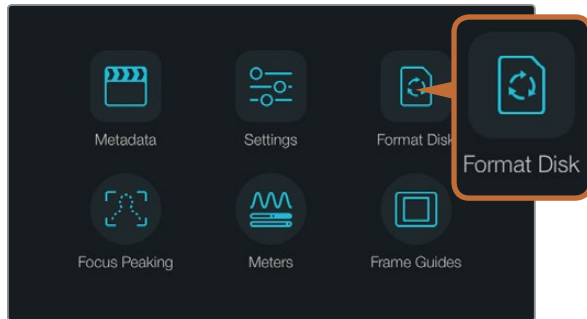 Metadata
Settings
Format Disk
Format Disk
Focus Peaking
Meters
Frame Guides